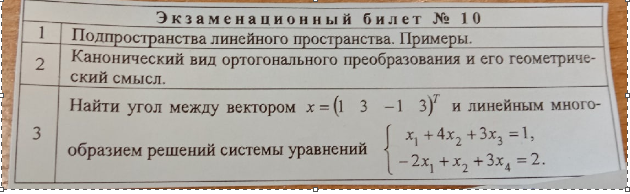 Экзаменационный билет № 10
1 Подпространства линейного пространства. Примеры.
2 Канонический вид ортогонального преобразования и его геометриче-
ский смысл.
Найти угол между вектором x = (1 3 −1 3)ᵀ и линейным много-
3
образием решений системы уравнений { x₁ + 4x₂ + 3x₃ = 1,
−2x₁ + x₂ + 3x₄ = 2.